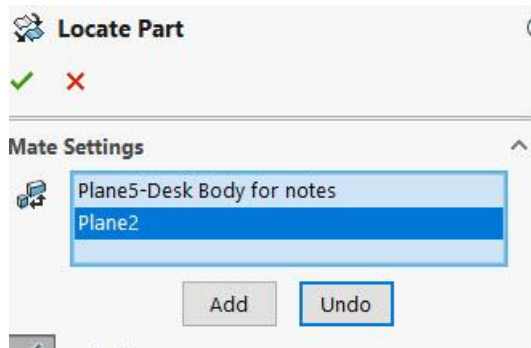 Locate Part
Mate Settings
Plane5-Desk Body for notes
Plane2
Add Undo